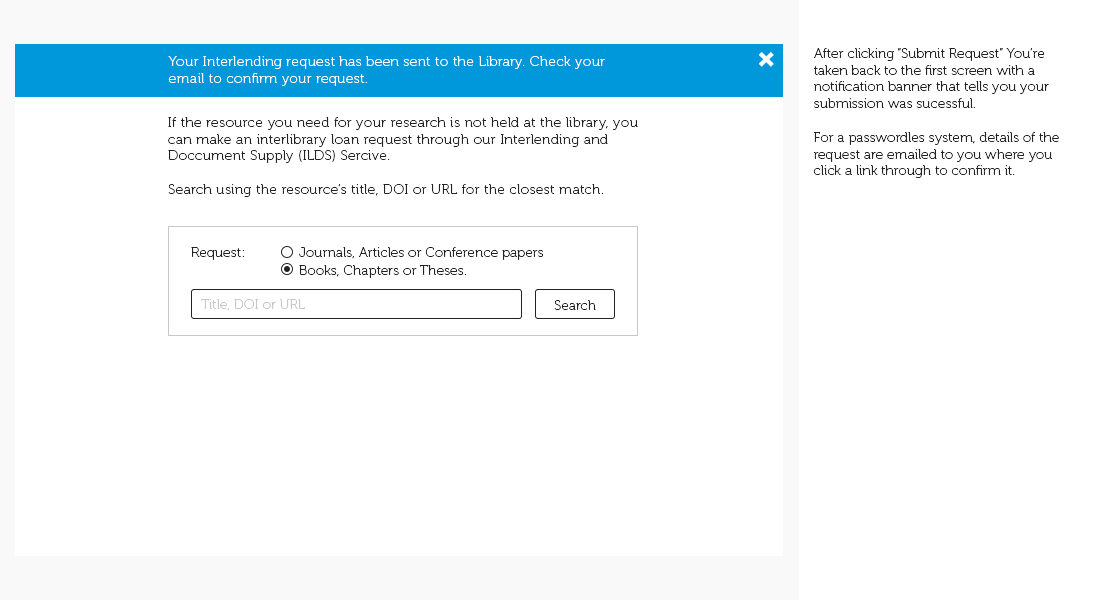 Your Interlending request has been sent to the Library. Check your
email to confirm your request.
If the resource you need for your research is not held at the library, you
can make an interlibrary loan request through our Interlending and
Doccument Supply (ILDS) Sercive.
Search using the resource's title, DOI or URL for the closest match.
Request:
Journals, Articles or Conference papers
Books, Chapters or Theses.
Title, DOI or URL
Search
After clicking "Submit Request" You're
taken back to the first screen with a
notification banner that tells you your
submission was sucessful.
For a passwordles system, details of the
request are emailed to you where you
click a link through to confirm it.